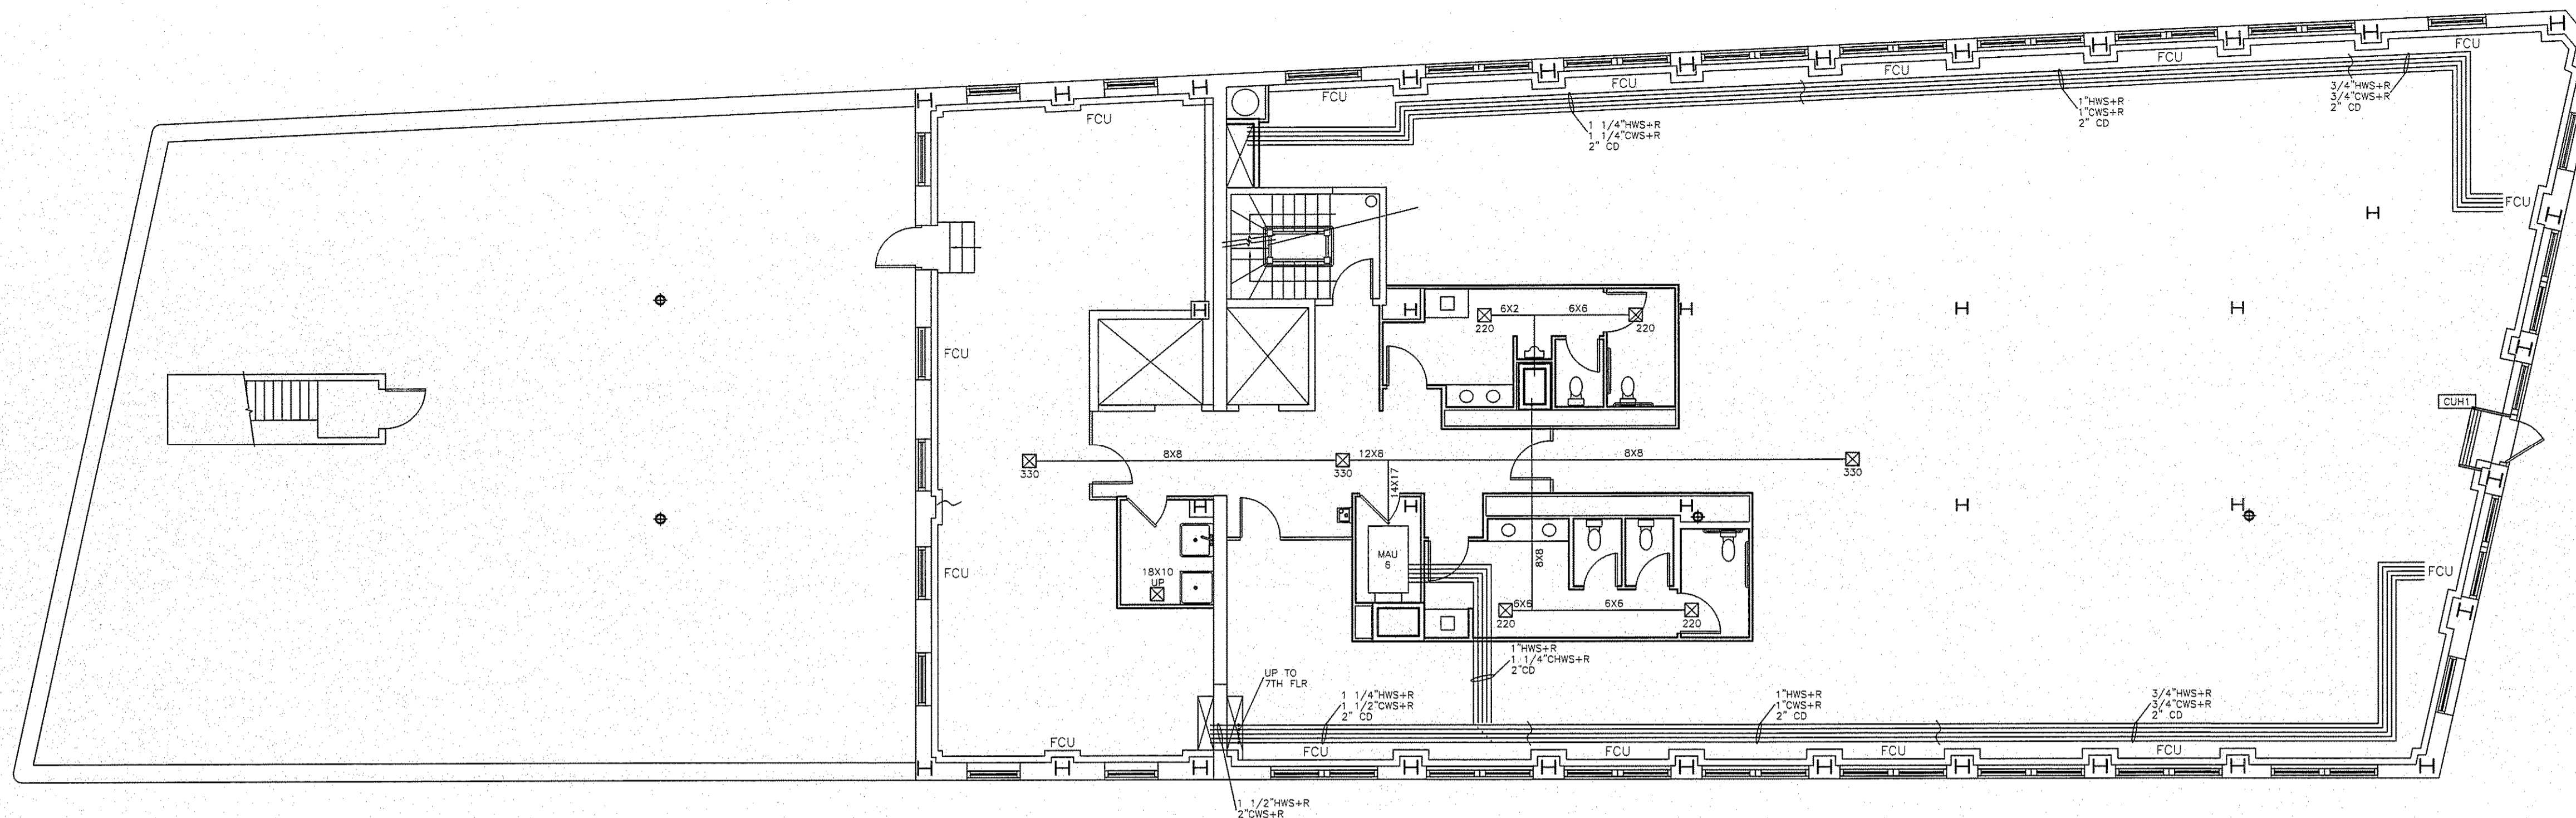 FCU
FCU
FCU
FCU
FCU
FCU
3/4"HWS+R
3/4"CWS+R
2" CD
1"HWS+R
1"CWS+R
2" CD
1 1/4"HWS+R
1 1/4"CWS+R
2" CD
FCU
6X2
6X6
220
220
FCU
CUH1
8X8
12X8
8X8
330
330
330
14X17
MAU
6
8X8
18X10
UP
FCU
FCU
6X6
6X6
220
220
1"HWS+R
1 1/4"CHWS+R
2"CD
UP TO
7TH FLR
1 1/4"HWS+R
1 1/2"CWS+R
2" CD
1"HWS+R
1"CWS+R
2" CD
3/4"HWS+R
3/4"CWS+R
2" CD
FCU
FCU
FCU
FCU
FCU
1 1/2"HWS+R
2"CWS+R